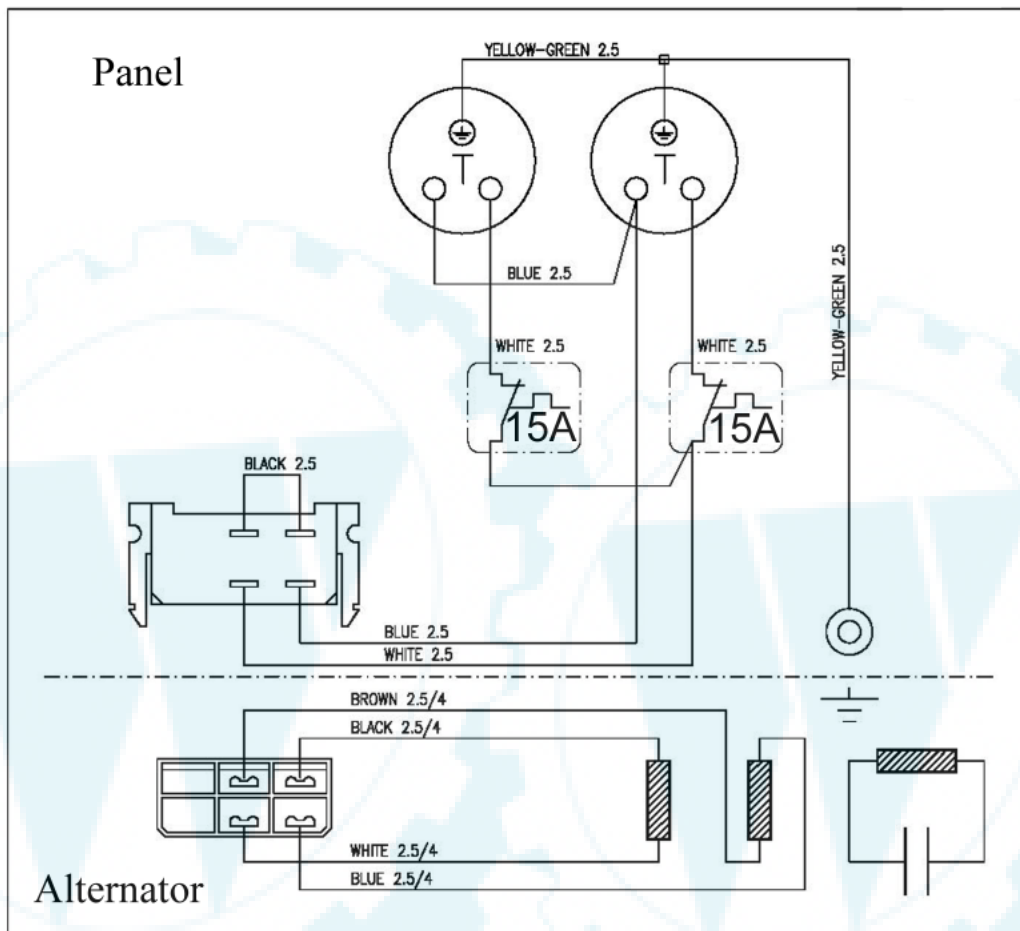 YELLOW-GREEN 2.5
Panel
BLUE 2.5
YELLOW-GREEN 2.5
WHITE 2.5
WHITE 2.5
15A
15A
BLACK 2.5
BLUE 2.5
WHITE 2.5
BROWN 2.5/4
BLACK 2.5/4
WHITE 2.5/4
BLUE 2.5/4
Alternator